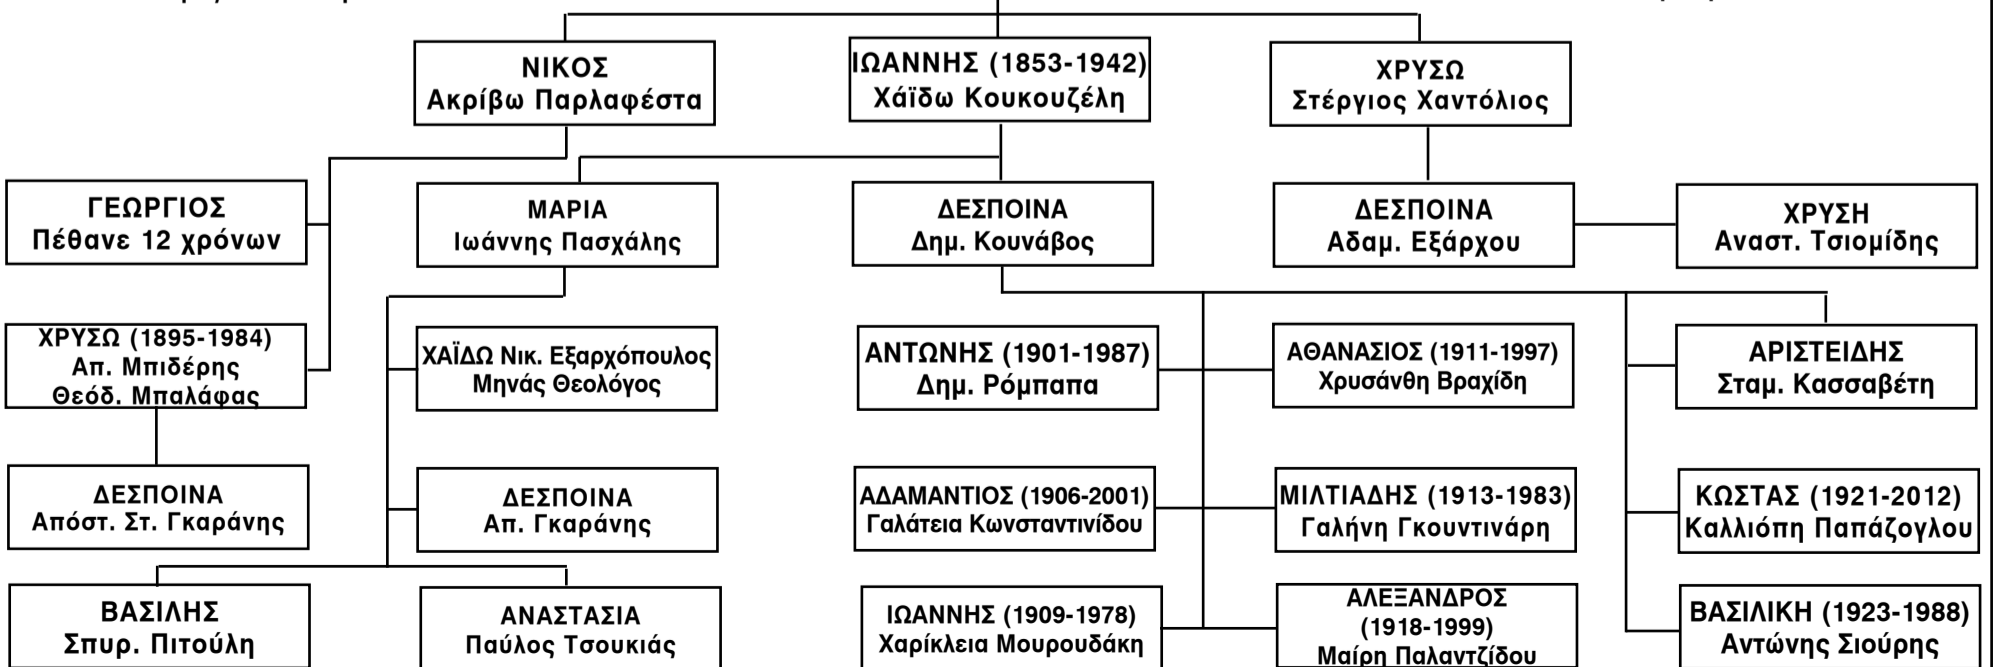 ΝΙΚΟΣ
Ακρίβω Παρλαφέστα
ΙΩΑΝΝΗΣ (1853-1942)
Χάϊδω Κουκουζέλη
ΧΡΥΣΩ
Στέργιος Χαντόλιος
ΓΕΩΡΓΙΟΣ
Πέθανε 12 χρόνων
ΜΑΡΙΑ
Ιωάννης Πασχάλης
ΔΕΣΠΟΙΝΑ
Δημ. Κουνάβος
ΔΕΣΠΟΙΝΑ
Αδαμ. Εξάρχου
ΧΡΥΣΗ
Αναστ. Τσιομίδης
ΧΡΥΣΩ (1895-1984)
Απ. Μπιδέρης
Θεόδ. Μπαλάφας
ΧΑΪΔΩ Νικ. Εξαρχόπουλος
Μηνάς Θεολόγος
ΑΝΤΩΝΗΣ (1901-1987)
Δημ. Ρόμπαπα
ΑΘΑΝΑΣΙΟΣ (1911-1997)
Χρυσάνθη Βραχίδη
ΑΡΙΣΤΕΙΔΗΣ
Σταμ. Κασσαβέτη
ΔΕΣΠΟΙΝΑ
Απόστ. Στ. Γκαράνης
ΔΕΣΠΟΙΝΑ
Απ. Γκαράνης
ΑΔΑΜΑΝΤΙΟΣ (1906-2001)
Γαλάτεια Κωνσταντινίδου
ΜΙΛΤΙΑΔΗΣ (1913-1983)
Γαλήνη Γκουντινάρη
ΚΩΣΤΑΣ (1921-2012)
Καλλιόπη Παπάζογλου
ΒΑΣΙΛΗΣ
Σπυρ. Πιτούλη
ΑΝΑΣΤΑΣΙΑ
Παύλος Τσουκιάς
ΙΩΑΝΝΗΣ (1909-1978)
Χαρίκλεια Μουρουδάκη
ΑΛΕΞΑΝΔΡΟΣ
(1918-1999)
Μαίρη Παλαντζίδου
ΒΑΣΙΛΙΚΗ (1923-1988)
Αντώνης Σιούρης